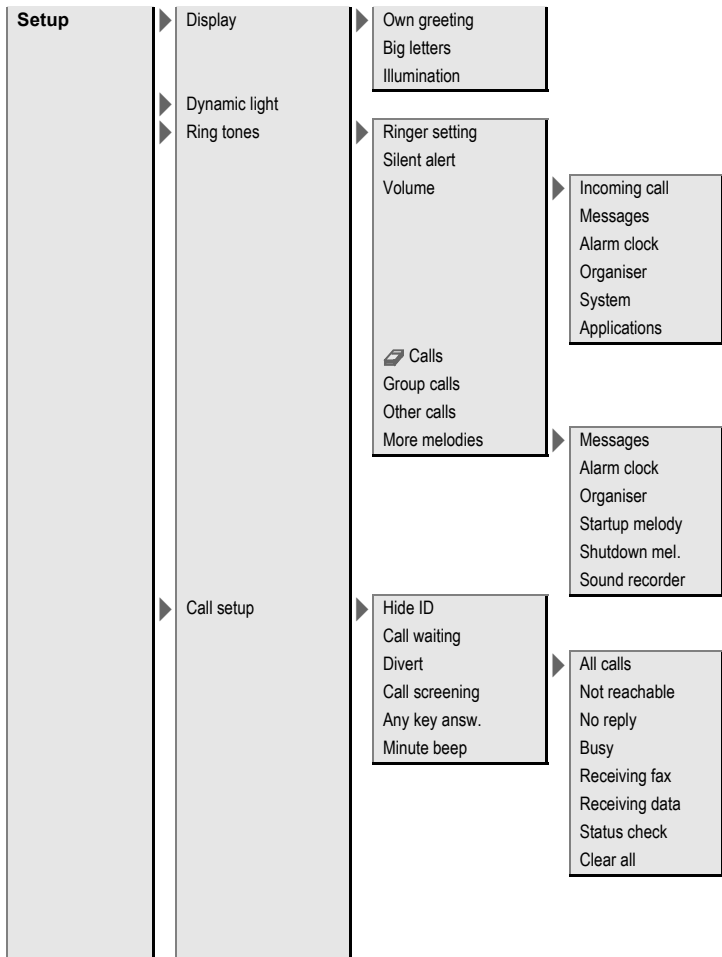 Setup
Display
Own greeting
Big letters
Illumination
Dynamic light
Ring tones
Ringer setting
Silent alert
Volume
Incoming call
Messages
Alarm clock
Organiser
System
Applications
Calls
Group calls
Other calls
More melodies
Messages
Alarm clock
Organiser
Startup melody
Shutdown mel.
Sound recorder
Call setup
Hide ID
Call waiting
Divert
All calls
Not reachable
No reply
Busy
Receiving fax
Receiving data
Status check
Clear all
Call screening
Any key answ.
Minute beep